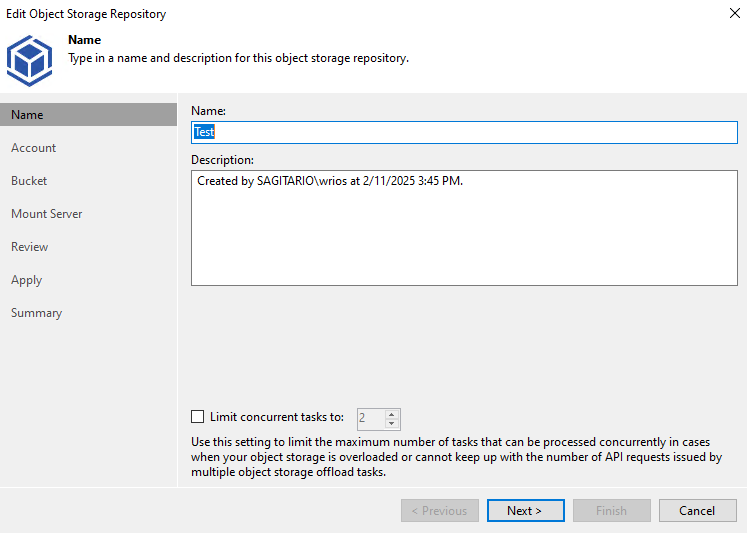 Edit Object Storage Repository
Name
Type in a name and description for this object storage repository.
Name
Account
Bucket
Mount Server
Review
Apply
Summary
Name:
Test
Description:
Created by SAGITARIO\wrios at 2/11/2025 3:45 PM.
Limit concurrent tasks to: 2
Use this setting to limit the maximum number of tasks that can be processed concurrently in cases
when your object storage is overloaded or cannot keep up with the number of API requests issued by
multiple object storage offload tasks.
< Previous Next > Finish Cancel